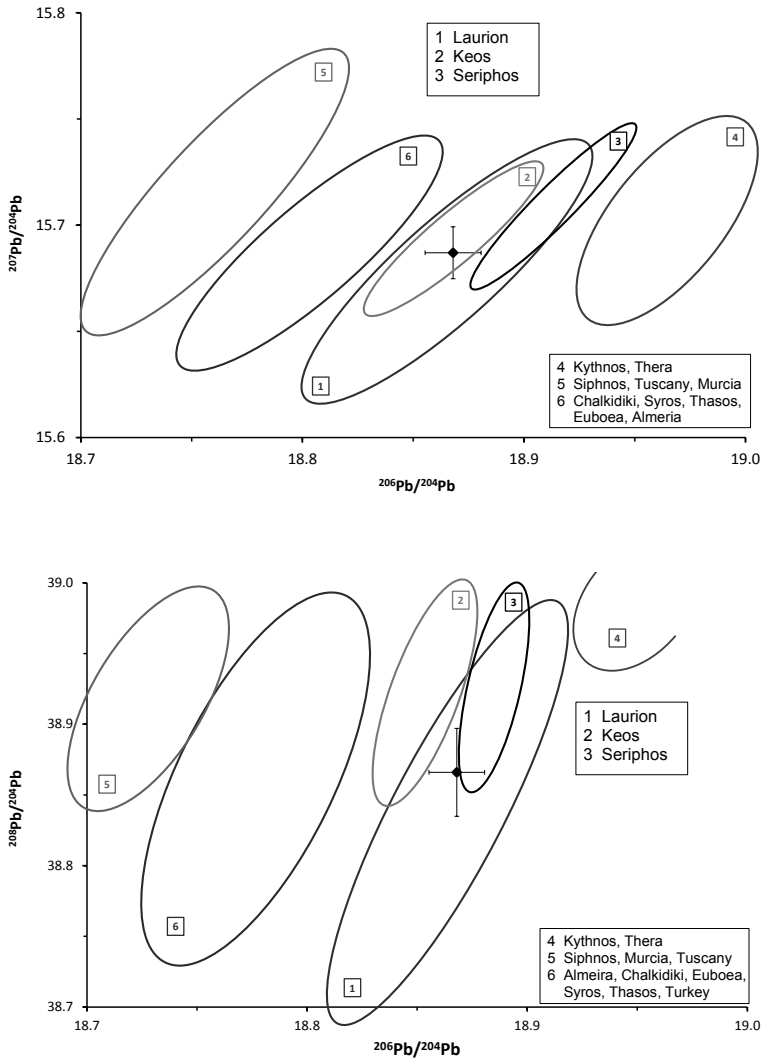 15.8
5
1 Laurion
2 Keos
3 Seriphos
6
2
3
4
²⁰⁷Pb/²⁰⁴Pb
15.7
1
4 Kythnos, Thera
5 Siphnos, Tuscany, Murcia
6 Chalkidiki, Syros, Thasos,
Euboea, Almeria
15.6
18.7
18.8
18.9
19.0
²⁰⁶Pb/²⁰⁴Pb
39.0
2
3
4
38.9
1 Laurion
2 Keos
3 Seriphos
5
²⁰⁸Pb/²⁰⁴Pb
38.8
6
1
4 Kythnos, Thera
5 Siphnos, Murcia, Tuscany
6 Almeira, Chalkidiki, Euboea,
Syros, Thasos, Turkey
38.7
18.7
18.8
18.9
19.0
²⁰⁶Pb/²⁰⁴Pb